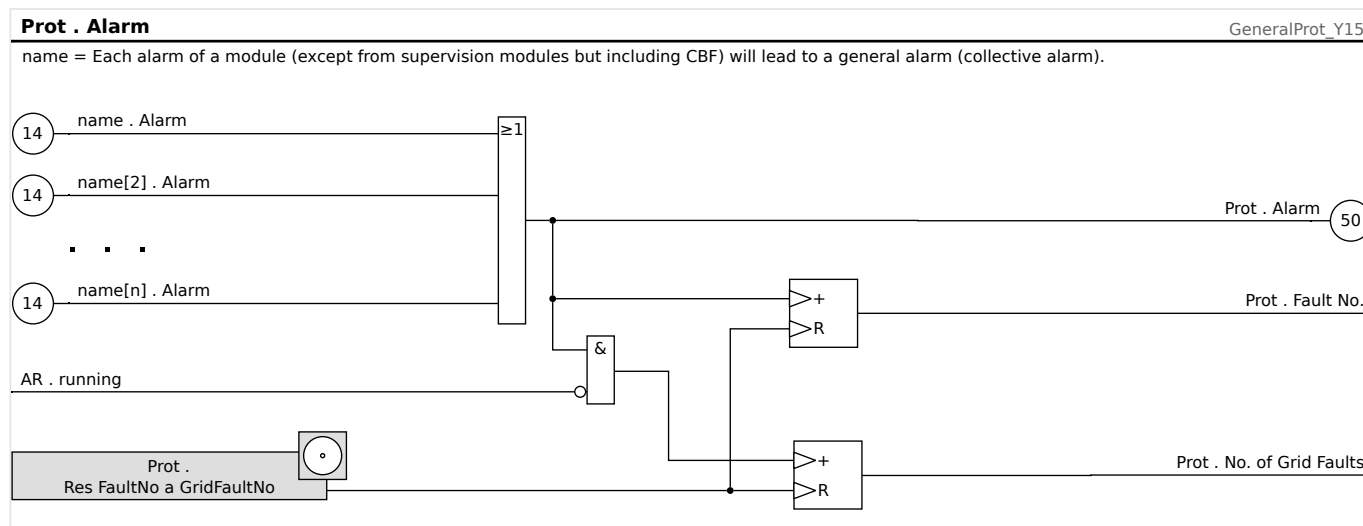 Prot . Alarm
GeneralProt_Y15
name = Each alarm of a module (except from supervision modules but including CBF) will lead to a general alarm (collective alarm).
14
name . Alarm
≥1
14
name[2] . Alarm
Prot . Alarm
50
. . .
14
name[n] . Alarm
+
Prot . Fault No.
R
&
AR . running
Prot .
Res FaultNo a GridFaultNo
+
Prot . No. of Grid Faults
R